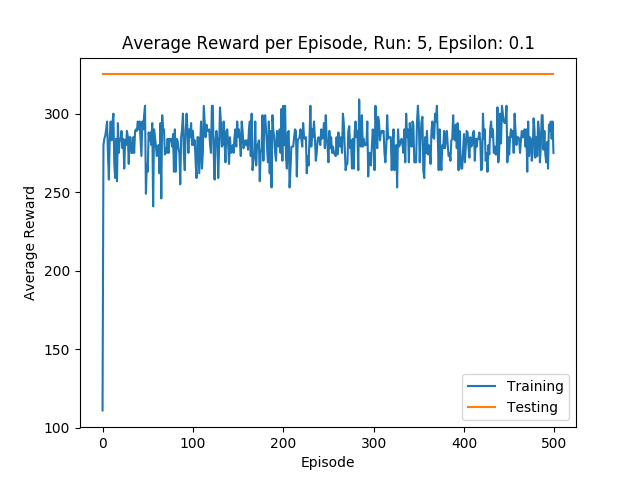 Average Reward per Episode, Run: 5, Epsilon: 0.1
300
250
200
150
100
Average Reward
0 100 200 300 400 500
Episode
Training
Testing